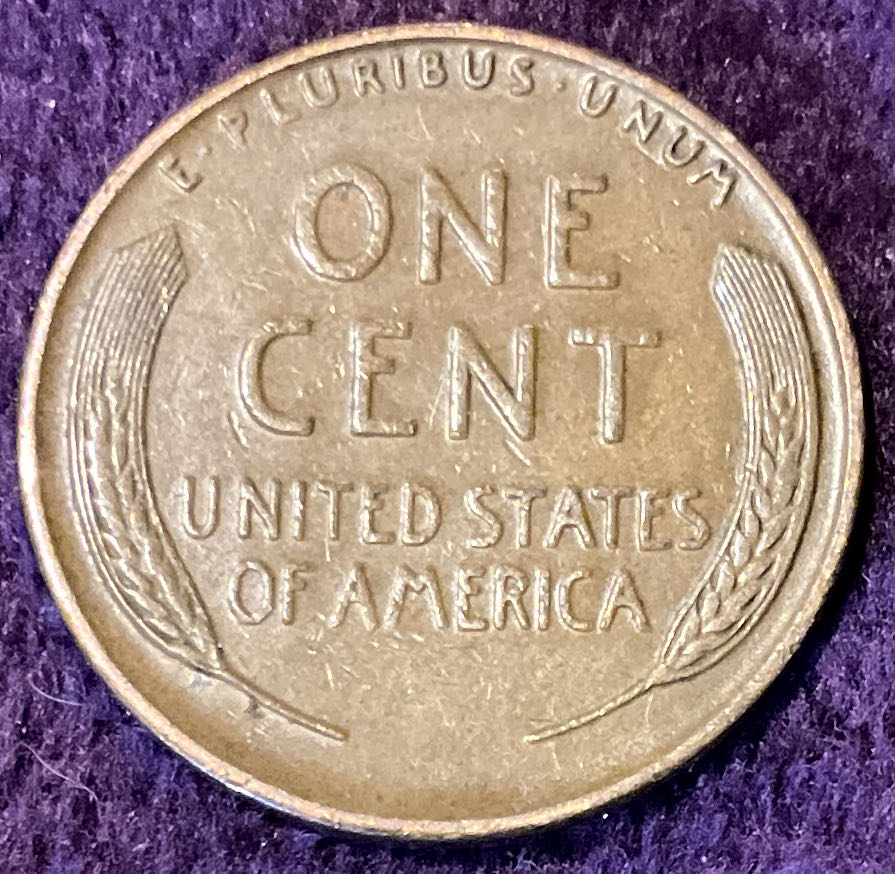 E·PLURIBUS·UNUM
ONE
CENT
UNITED STATES
OF AMERICA